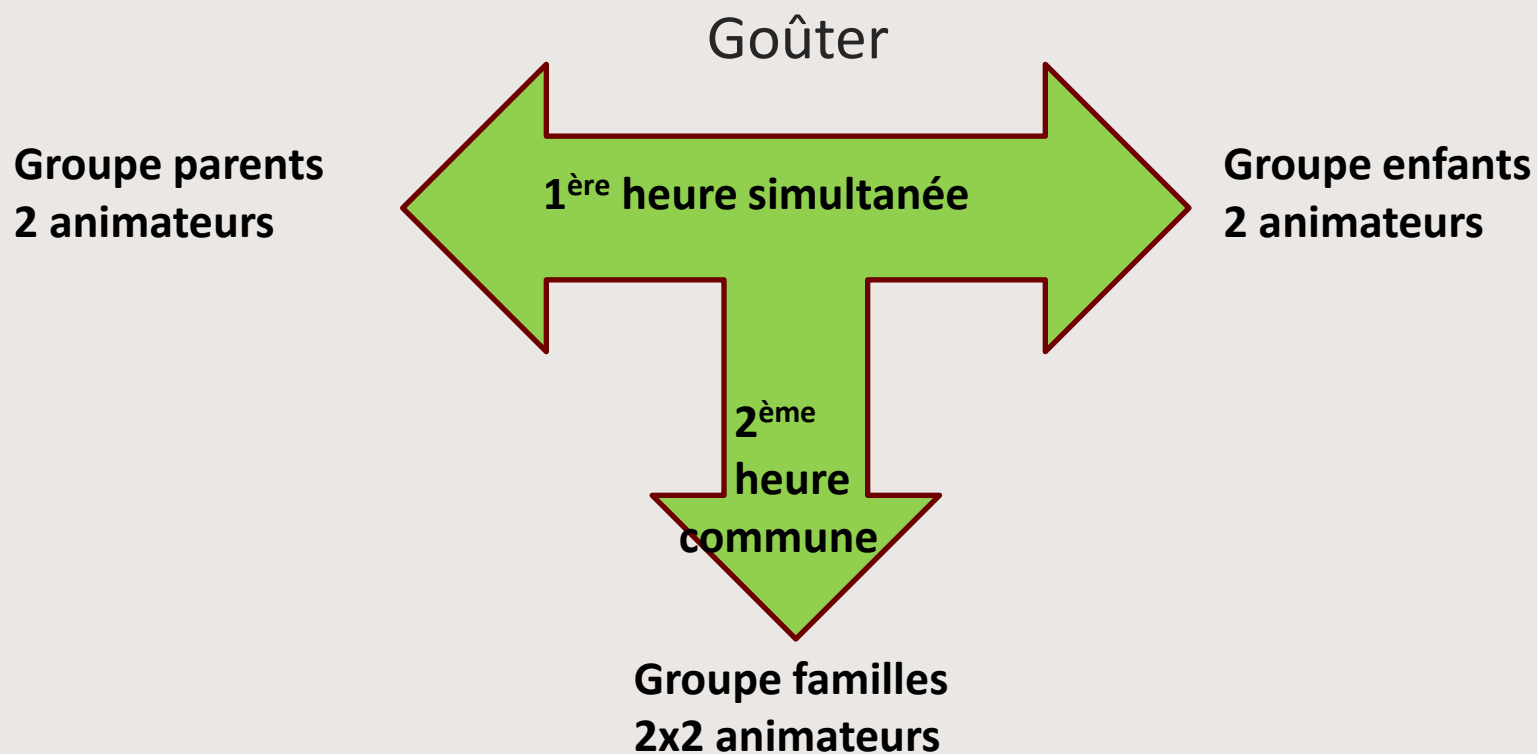 Goûter
Groupe parents
2 animateurs
1ère heure simultanée
Groupe enfants
2 animateurs
2ème
heure
commune
Groupe familles
2x2 animateurs